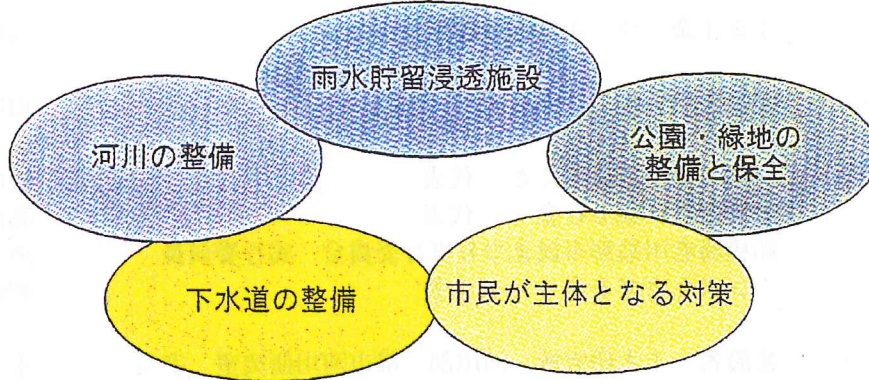 雨水貯留浸透施設
河川の整備
公園・緑地の
整備と保全
下水道の整備
市民が主体となる対策